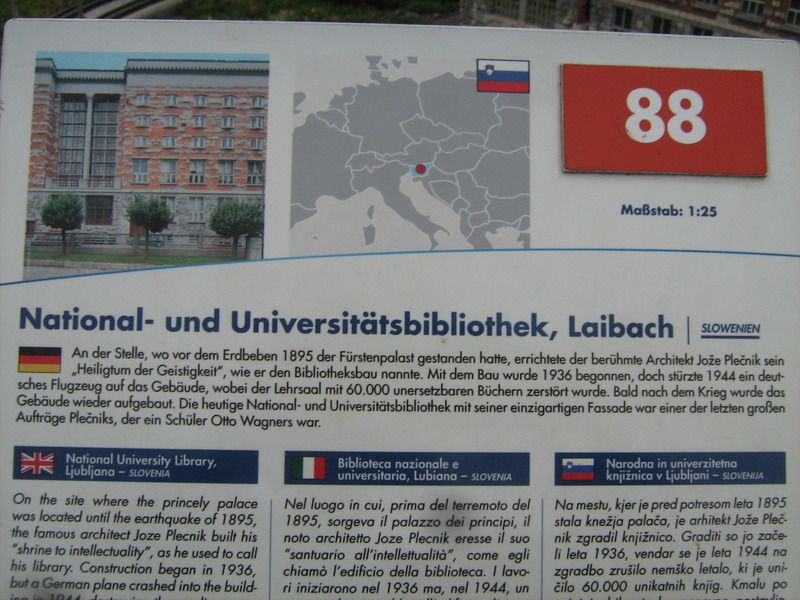 88
Maßstab: 1:25
National- und Universitätsbibliothek, Laibach | SLOWENIEN
An der Stelle, wo vor dem Erdbeben 1895 der Fürstenpalast gestanden hatte, errichtete der berühmte Architekt Jože Plečnik sein
„Heiligtum der Geistigkeit", wie er den Bibliotheksbau nannte. Mit dem Bau wurde 1936 begonnen, doch stürzte 1944 ein deut-
sches Flugzeug auf das Gebäude, wobei der Lehrsaal mit 60.000 unersetzbaren Büchern zerstört wurde. Bald nach dem Krieg wurde das
Gebäude wieder aufgebaut. Die heutige National- und Universitätsbibliothek mit seiner einzigartigen Fassade war einer der letzten großen
Aufträge Plečniks, der ein Schüler Otto Wagners war.
National University Library,
Ljubljana – SLOVENIA
On the site where the princely palace
was located until the earthquake of 1895,
the famous architect Joze Plecnik built his
"shrine to intellectuality", as he used to call
his library. Construction began in 1936,
but a German plane crashed into the build-
ing in 1944, destroying the
Biblioteca nazionale e
universitaria, Lubiana – SLOVENIA
Nel luogo in cui, prima del terremoto del
1895, sorgeva il palazzo dei principi, il
noto architetto Joze Plecnik eresse il suo
"santuario all'intellettualità", come egli
chiamò l'edificio della biblioteca. I lavo-
ri iniziarono nel 1936 ma, nel 1944, un
Narodna in univerzitetna
knjižnica v Ljubljani – SLOVENIJA
Na mestu, kjer je pred potresom leta 1895
stala knežja palača, je arhitekt Jože Pleč-
nik zgradil knjižnico. Graditi so jo zače-
li leta 1936, vendar se je leta 1944 na
zgradbo zrušilo nemško letalo, ki je uni-
čilo 60.000 unikatnih knjig. Kmalu po